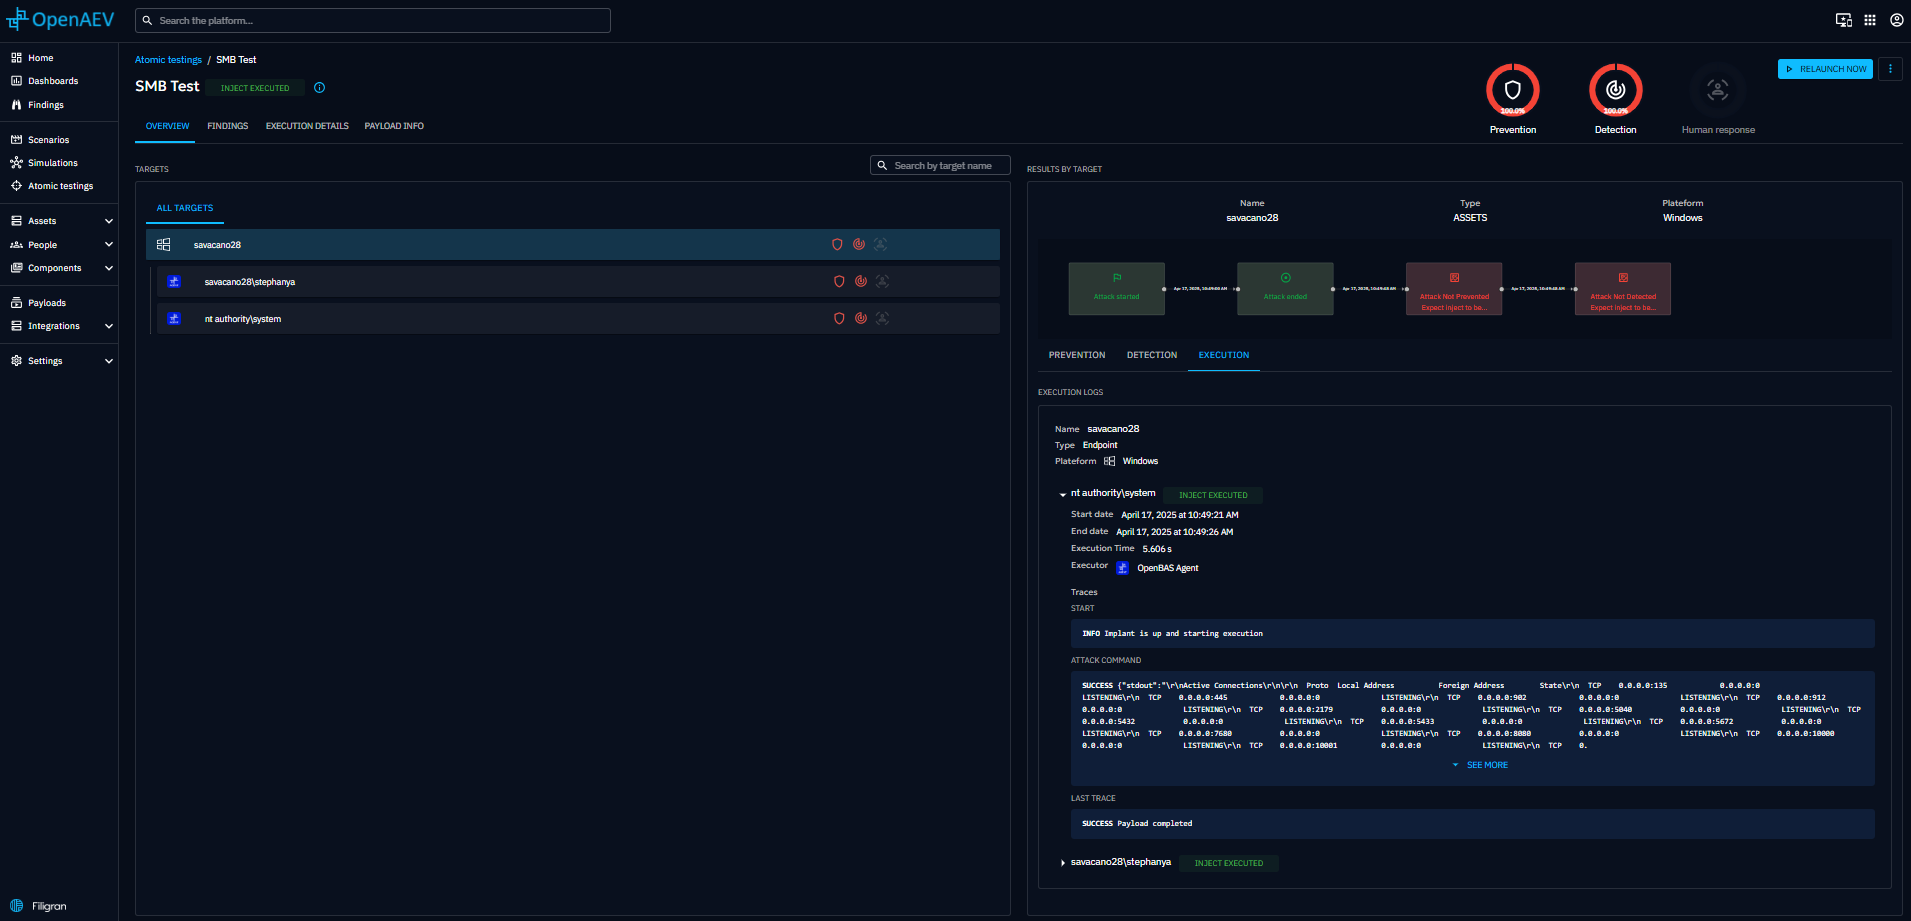 OpenAEV
Search the platform...
Home
Dashboards
Findings
Scenarios
Simulations
Atomic testings
Assets
People
Components
Payloads
Integrations
Settings
Filigran
Atomic testings / SMB Test
SMB Test INJECT EXECUTED
RELAUNCH NOW
100.0% 100.0%
Prevention Detection Human response
OVERVIEW FINDINGS EXECUTION DETAILS PAYLOAD INFO
TARGETS
Search by target name
ALL TARGETS
savacano28
savacano28\stephanya
nt authority\system
RESULTS BY TARGET
Name Type Plateform
savacano28 ASSETS Windows
Attack started
Attack ended
Attack Not Prevented
Expect inject to be...
Attack Not Detected
Expect inject to be...
PREVENTION DETECTION EXECUTION
EXECUTION LOGS
Name savacano28
Type Endpoint
Plateform Windows
nt authority\system INJECT EXECUTED
Start date April 17, 2025 at 10:49:21 AM
End date April 17, 2025 at 10:49:26 AM
Execution Time 5.606 s
Executor OpenBAS Agent
Traces
START
INFO Implant is up and starting execution
ATTACK COMMAND
SUCCESS {"stdout":"\r\nActive Connections\r\n\r\n Proto Local Address Foreign Address State\r\n TCP 0.0.0.0:135 0.0.0.0:0
LISTENING\r\n TCP 0.0.0.0:445 0.0.0.0:0 LISTENING\r\n TCP 0.0.0.0:902 0.0.0.0:0 LISTENING\r\n TCP 0.0.0.0:912
0.0.0.0:0 LISTENING\r\n TCP 0.0.0.0:2179 0.0.0.0:0 LISTENING\r\n TCP 0.0.0.0:5040 0.0.0.0:0 LISTENING\r\n TCP
0.0.0.0:5432 0.0.0.0:0 LISTENING\r\n TCP 0.0.0.0:5433 0.0.0.0:0 LISTENING\r\n TCP 0.0.0.0:5672 0.0.0.0:0
LISTENING\r\n TCP 0.0.0.0:7680 0.0.0.0:0 LISTENING\r\n TCP 0.0.0.0:8080 0.0.0.0:0 LISTENING\r\n TCP 0.0.0.0:10000
0.0.0.0:0 LISTENING\r\n TCP 0.0.0.0:10001 0.0.0.0:0 LISTENING\r\n TCP 0.
SEE MORE
LAST TRACE
SUCCESS Payload completed
savacano28\stephanya INJECT EXECUTED